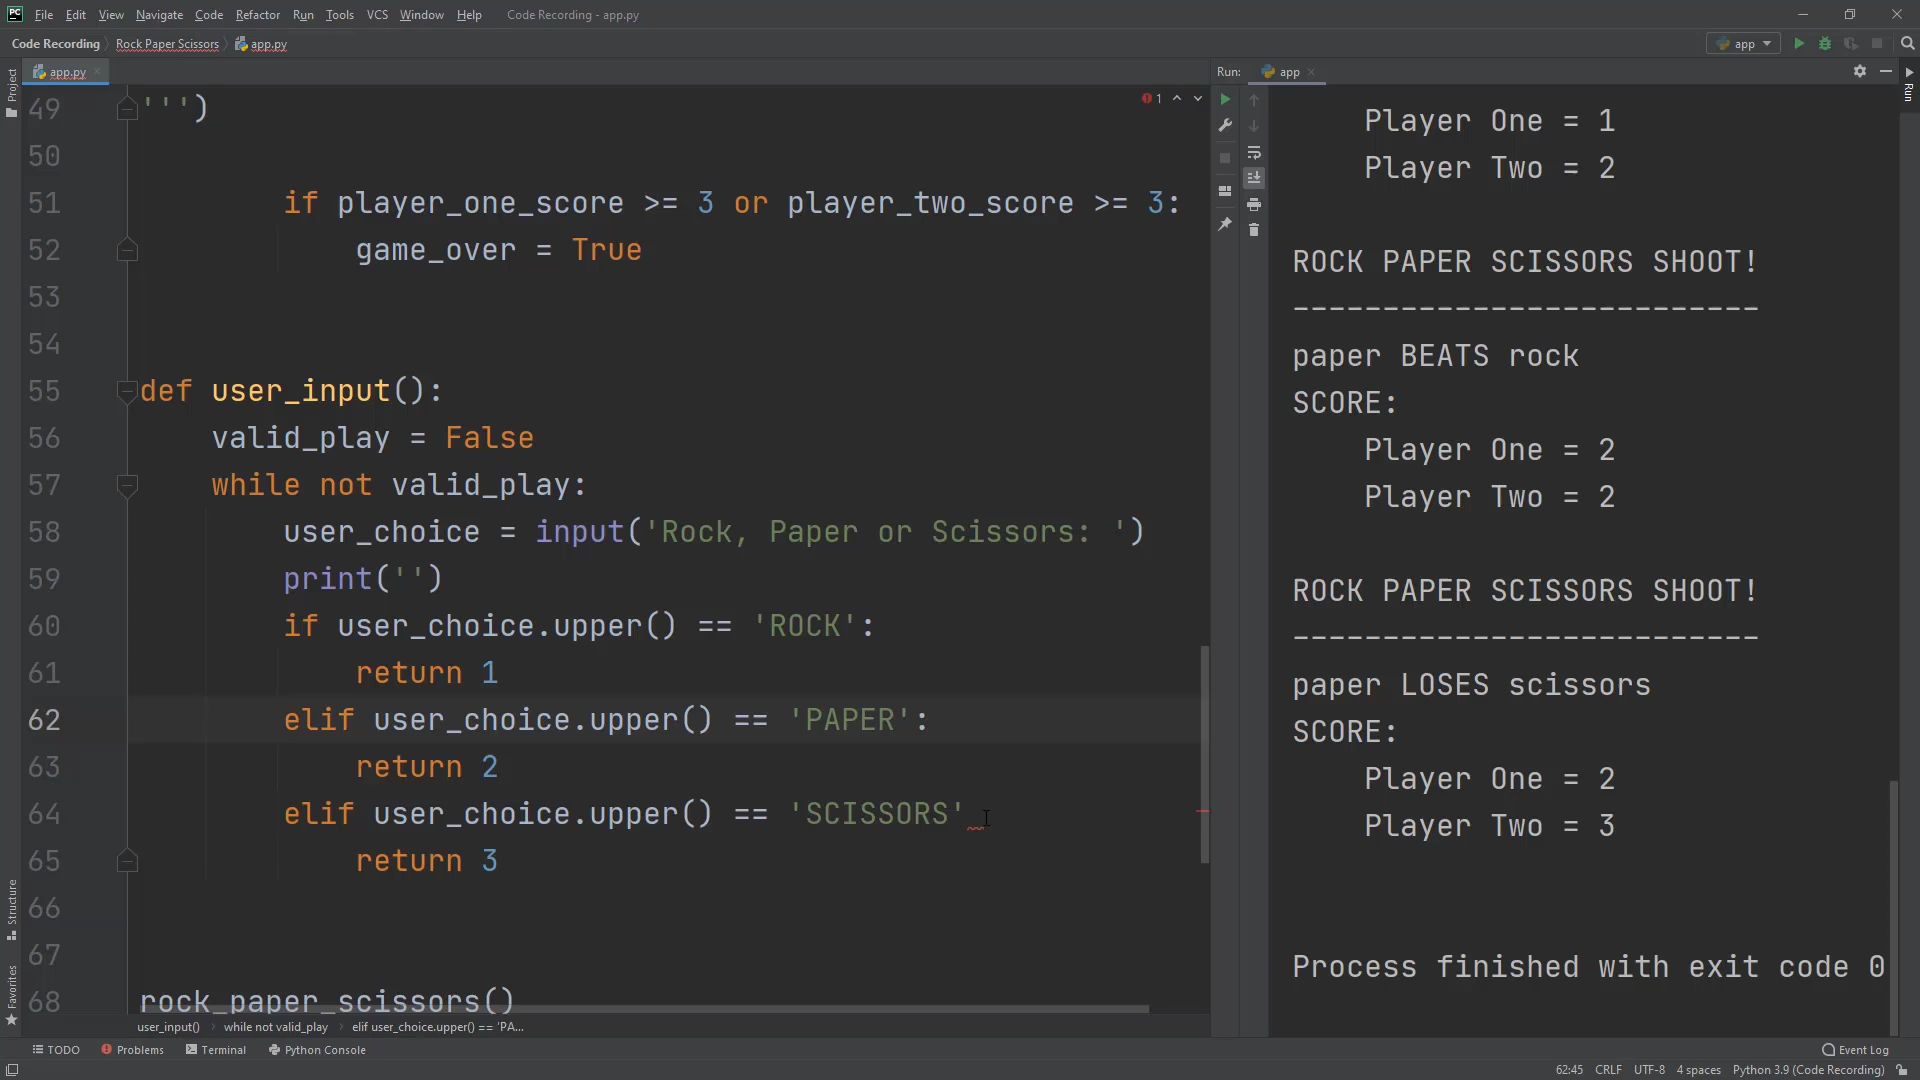 PC File Edit View Navigate Code Refactor Run Tools VCS Window Help Code Recording - app.py
Code Recording Rock Paper Scissors app.py app
Project
app.py
49 ''')
50
51 if player_one_score >= 3 or player_two_score >= 3:
52 game_over = True
53
54
55 def user_input():
56 valid_play = False
57 while not valid_play:
58 user_choice = input('Rock, Paper or Scissors: ')
59 print('')
60 if user_choice.upper() == 'ROCK':
61 return 1
62 elif user_choice.upper() == 'PAPER':
63 return 2
64 elif user_choice.upper() == 'SCISSORS'
65 return 3
66
67
68 rock_paper_scissors()
1
user_input() while not valid_play elif user_choice.upper() == 'PA...
Structure
Favorites
Run: app
Run
Player One = 1
Player Two = 2
ROCK PAPER SCISSORS SHOOT!
--------------------------
paper BEATS rock
SCORE:
Player One = 2
Player Two = 2
ROCK PAPER SCISSORS SHOOT!
--------------------------
paper LOSES scissors
SCORE:
Player One = 2
Player Two = 3
Process finished with exit code 0
TODO Problems Terminal Python Console Event Log
62:45 CRLF UTF-8 4 spaces Python 3.9 (Code Recording)